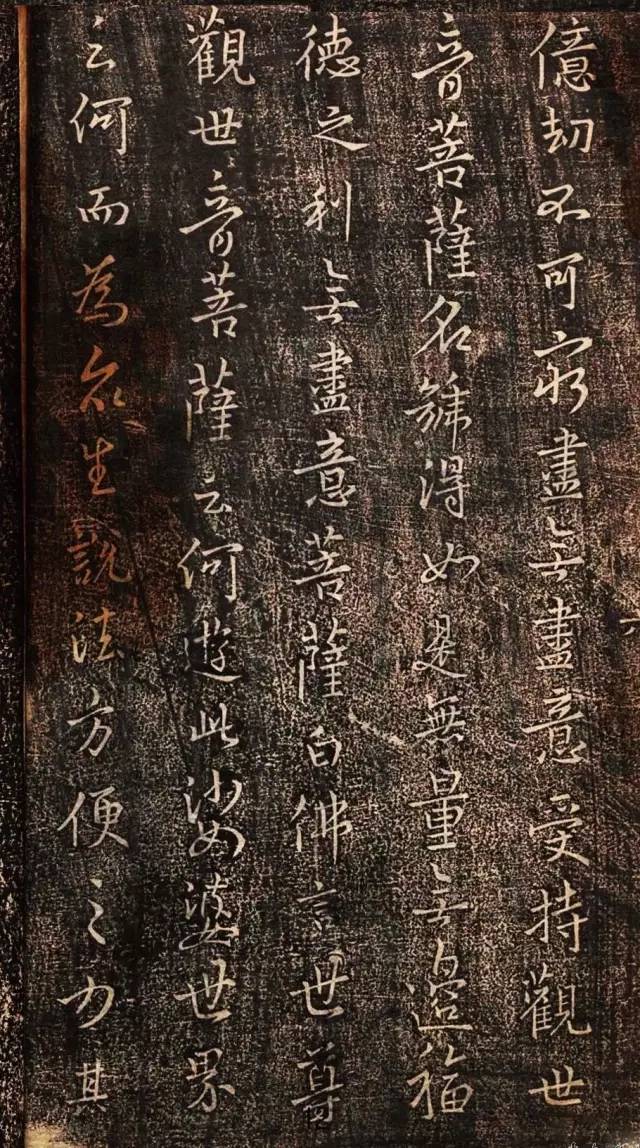 億劫不可窮盡無盡意受持觀世
音菩薩名號得如是無量無邊福
德之利無盡意菩薩白佛言世尊
觀世音菩薩云何遊此娑婆世界
云何而為眾生說法方便之力其
六